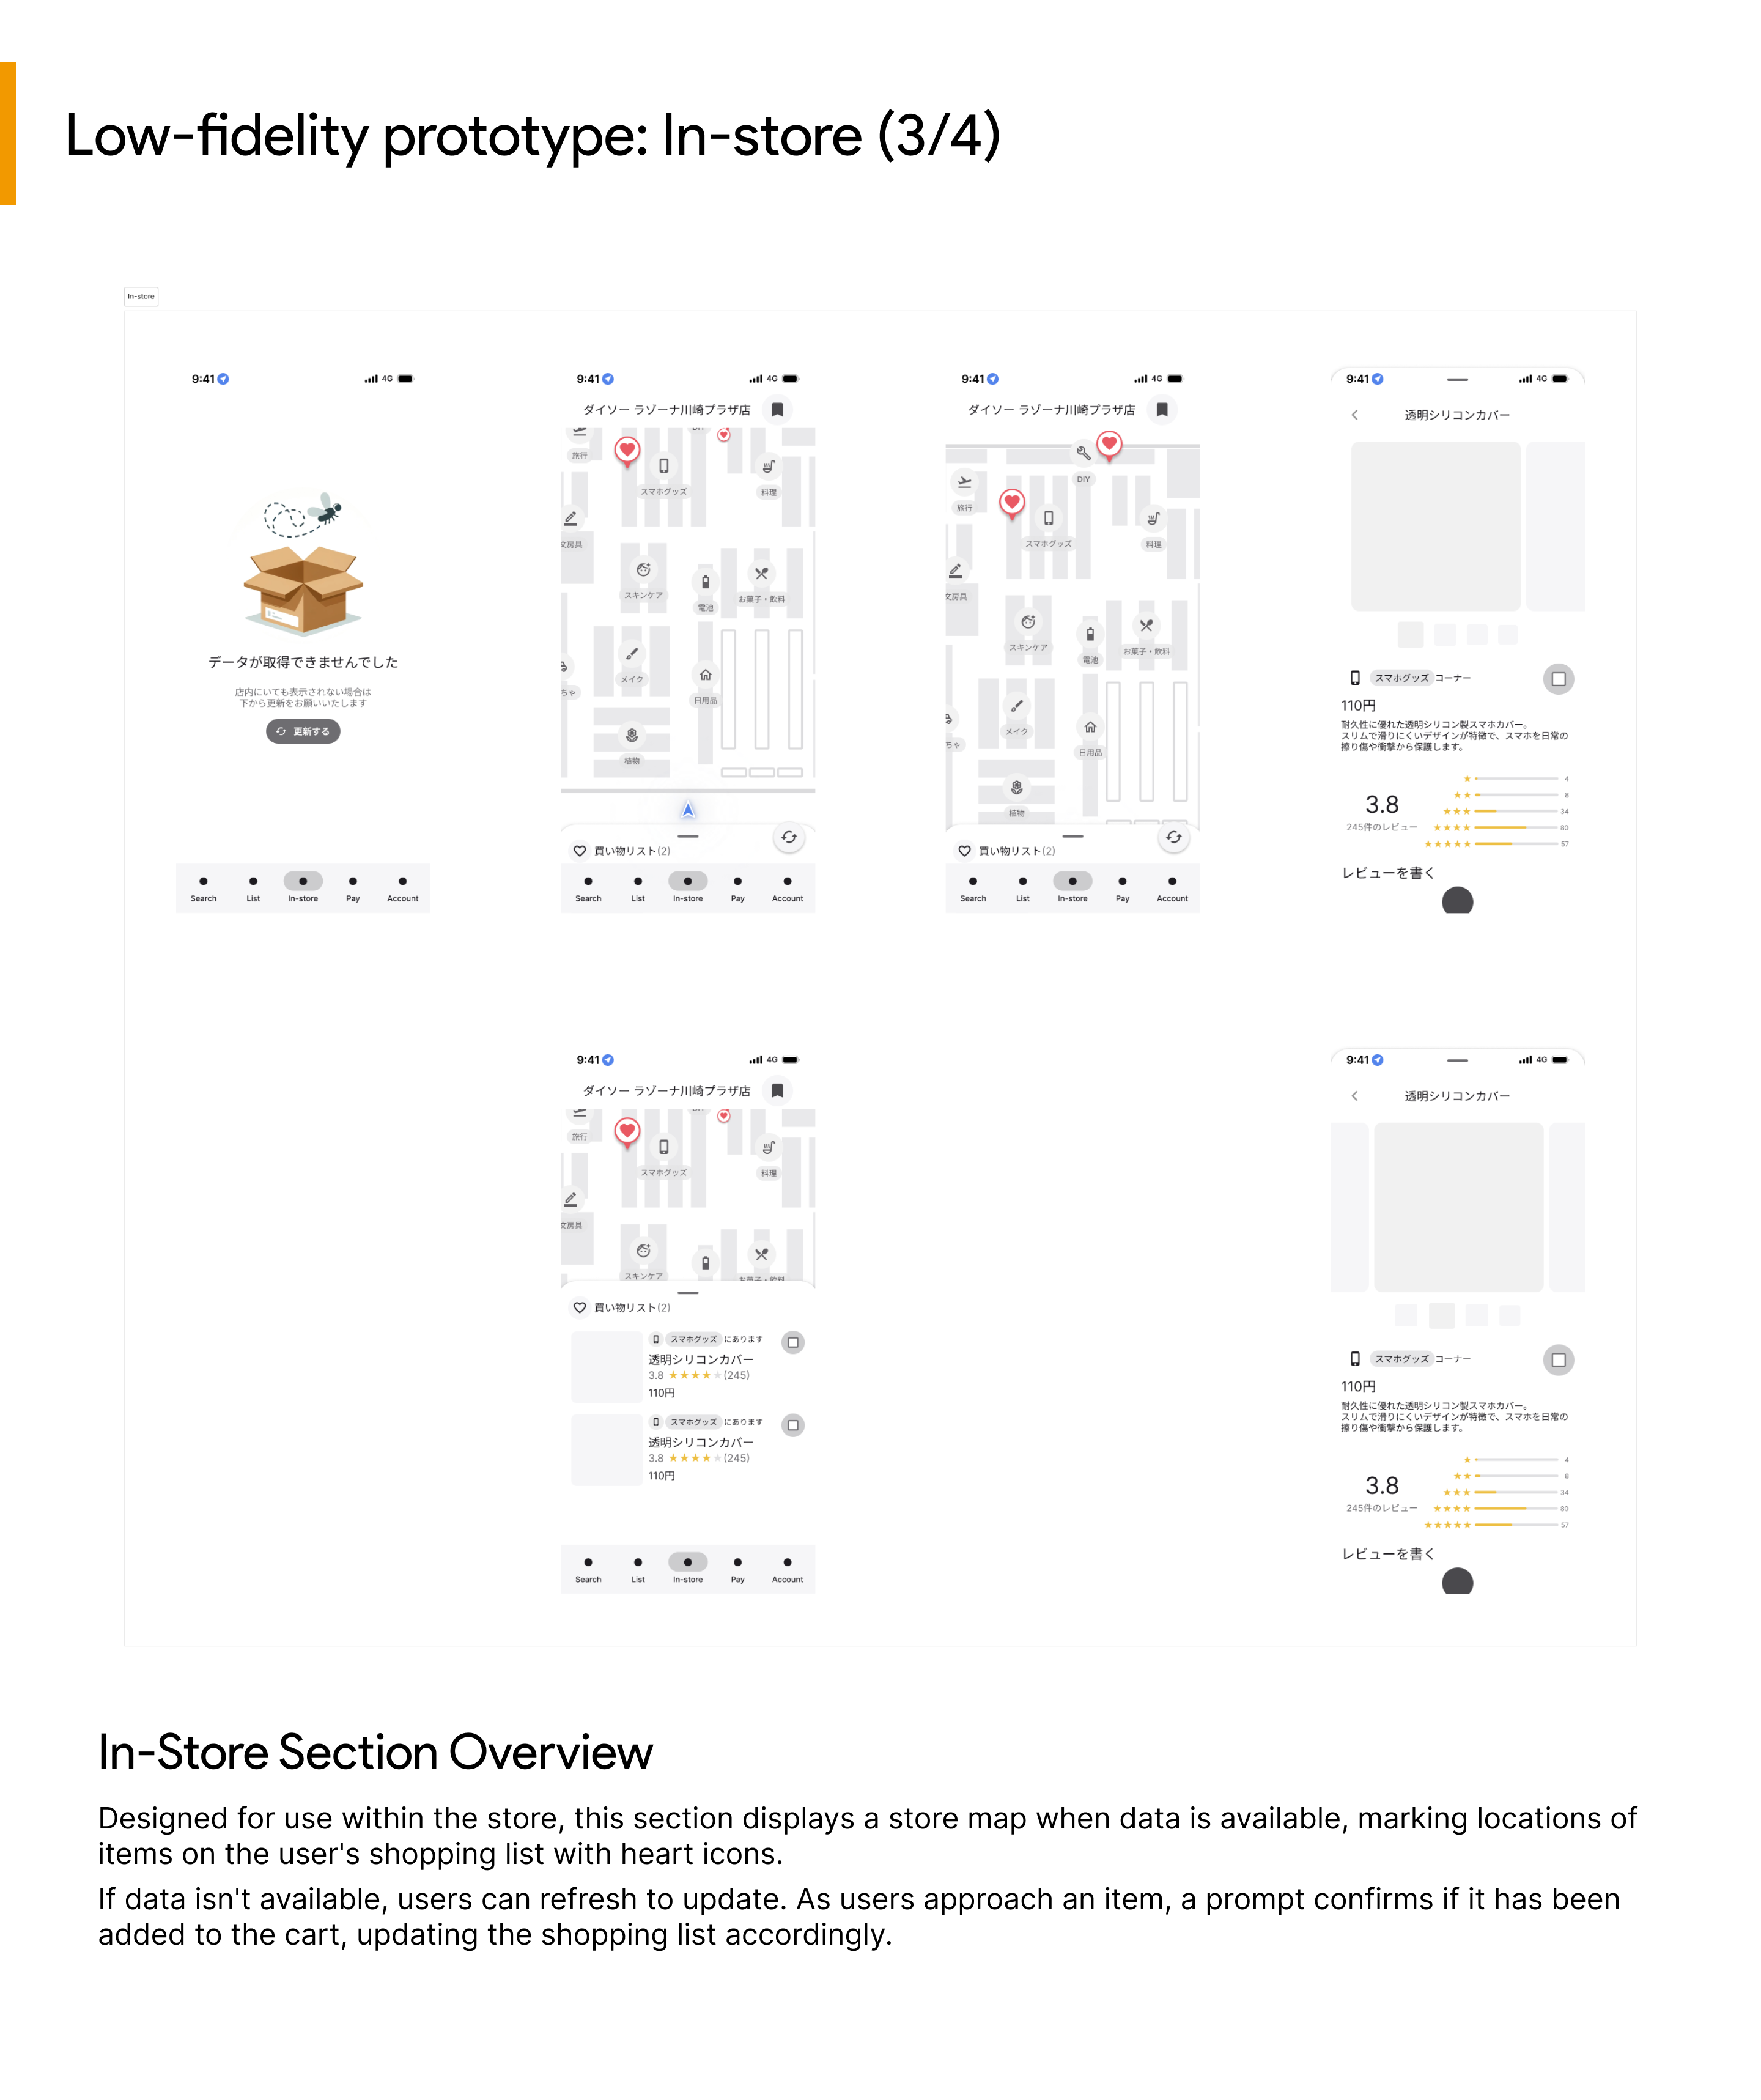 Low-fidelity prototype: In-store (3/4)
In-store
9:41
4G
データが取得できませんでした
店内にいても表示されない場合は
下から更新をお願いいたします
更新する
Search List In-store Pay Account
9:41
4G
ダイソー ラゾーナ川崎プラザ店
旅行
スマホグッズ
料理
文房具
スキンケア
電池
お菓子・飲料
ちゃ
メイク
日用品
植物
買い物リスト(2)
Search List In-store Pay Account
9:41
4G
ダイソー ラゾーナ川崎プラザ店
DIY
旅行
スマホグッズ
料理
文房具
スキンケア
電池
お菓子・飲料
ちゃ
メイク
日用品
植物
買い物リスト(2)
Search List In-store Pay Account
9:41
4G
透明シリコンカバー
スマホグッズ コーナー
110円
耐久性に優れた透明シリコン製スマホカバー。
スリムで滑りにくいデザインが特徴で、スマホを日常の
擦り傷や衝撃から保護します。
4
8
3.8
34
245件のレビュー
80
57
レビューを書く
9:41
4G
ダイソー ラゾーナ川崎プラザ店
旅行
スマホグッズ
料理
文房具
スキンケア
買い物リスト(2)
スマホグッズ にあります
透明シリコンカバー
3.8 ★★★★★(245)
110円
スマホグッズ にあります
透明シリコンカバー
3.8 ★★★★★(245)
110円
Search List In-store Pay Account
9:41
4G
透明シリコンカバー
スマホグッズ コーナー
110円
耐久性に優れた透明シリコン製スマホカバー。
スリムで滑りにくいデザインが特徴で、スマホを日常の
擦り傷や衝撃から保護します。
4
8
3.8
34
245件のレビュー
80
57
レビューを書く
In-Store Section Overview
Designed for use within the store, this section displays a store map when data is available, marking locations of
items on the user's shopping list with heart icons.
If data isn't available, users can refresh to update. As users approach an item, a prompt confirms if it has been
added to the cart, updating the shopping list accordingly.